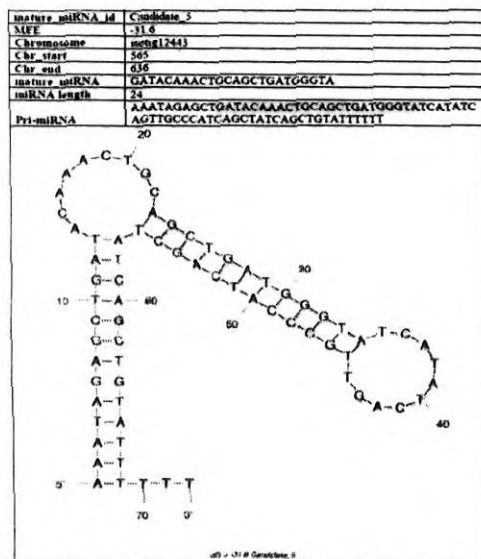 mature_miRNA_id Candidate_5
MFE -31.6
Chromosome
Chr_start 565
Chr_end 636
mature_miRNA GATACAAACTGCAGCTGATGGGTA
miRNA length 24
Pri-miRNA AAATAGAGCTGATACAAACTGCAGCTGATGGGTATCATATC
AGTTGCCCATCAGCTATCAGCTGTATTTTTT
20
30
10
60
50
40
5'
70
3'